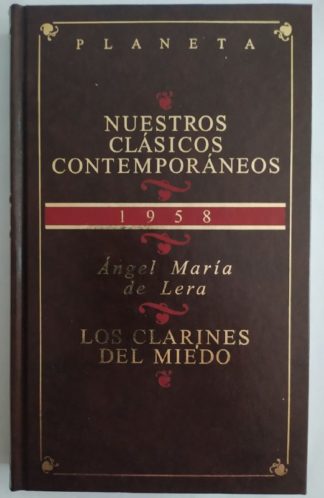 PLANETA
NUESTROS
CLÁSICOS
CONTEMPORÁNEOS
1958
Ángel María
de Lera
LOS CLARINES
DEL MIEDO